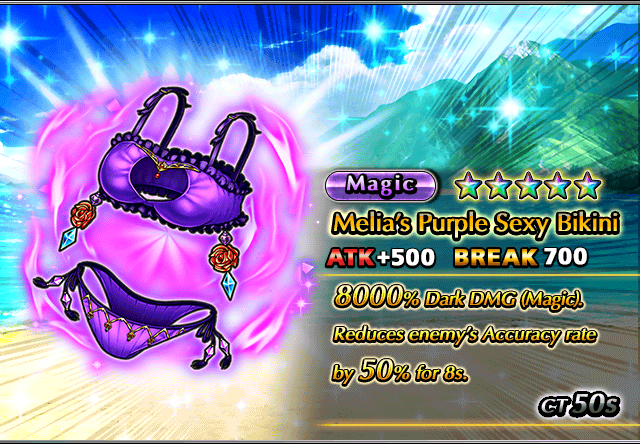 Magic
Melia's Purple Sexy Bikini
ATK+500 BREAK 700
8000% Dark DMG (Magic).
Reduces enemy's Accuracy rate
by 50% for 8s.
CT 50s